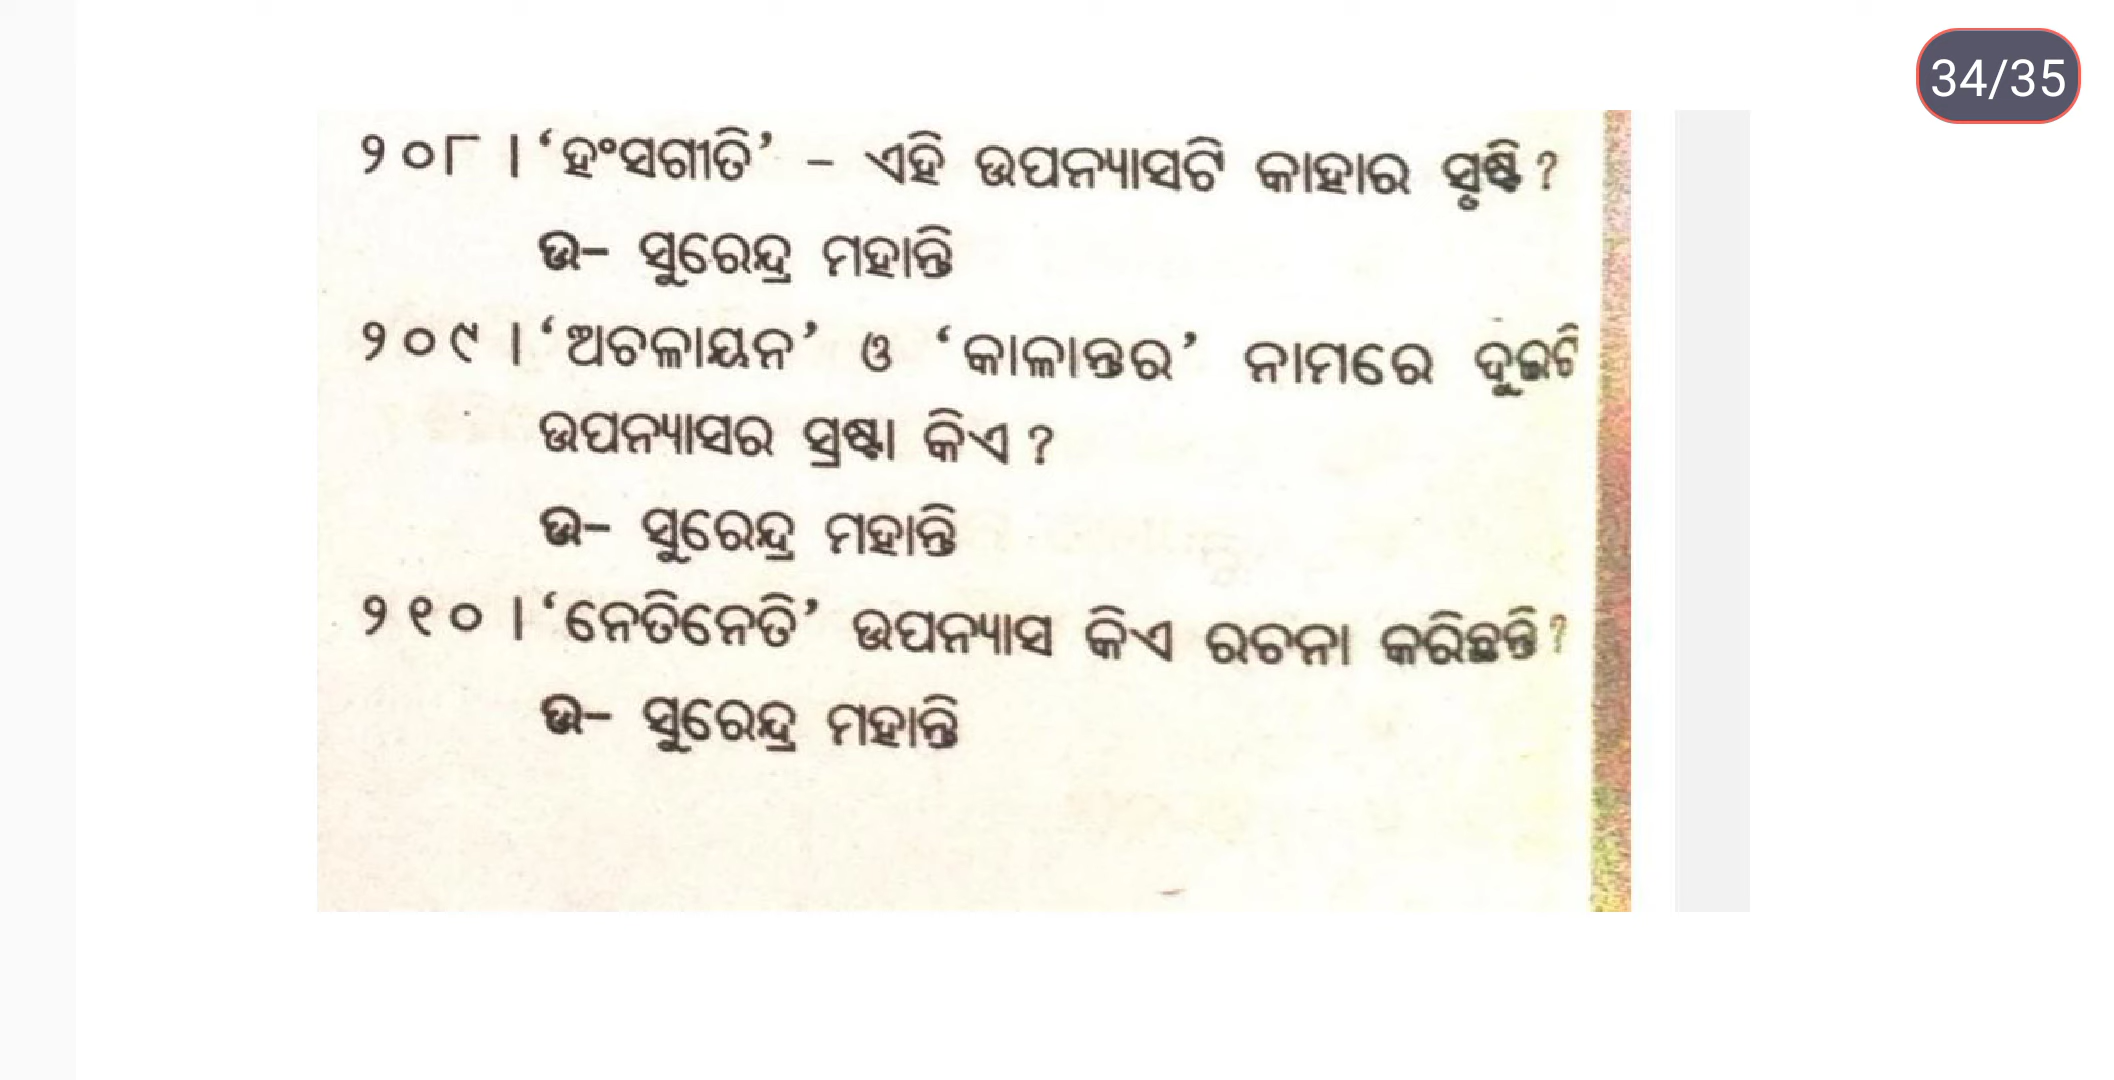 34/35
୨୦୮ । ‘ହଂସଗୀତି’ – ଏହି ଉପନ୍ୟାସଟି କାହାର ସୃଷ୍ଟି ?
ଉ– ସୁରେନ୍ଦ୍ର ମହାନ୍ତି
୨୦୯ । ‘ଅଚଳାୟନ’ ଓ ‘କାଳାନ୍ତର’ ନାମରେ ଦୁଇଟି
ଉପନ୍ୟାସର ସ୍ରଷ୍ଟା କିଏ ?
ଉ– ସୁରେନ୍ଦ୍ର ମହାନ୍ତି
୨୧୦ । ‘ନେତିନେତି’ ଉପନ୍ୟାସ କିଏ ରଚନା କରିଛନ୍ତି ?
ଉ– ସୁରେନ୍ଦ୍ର ମହାନ୍ତି